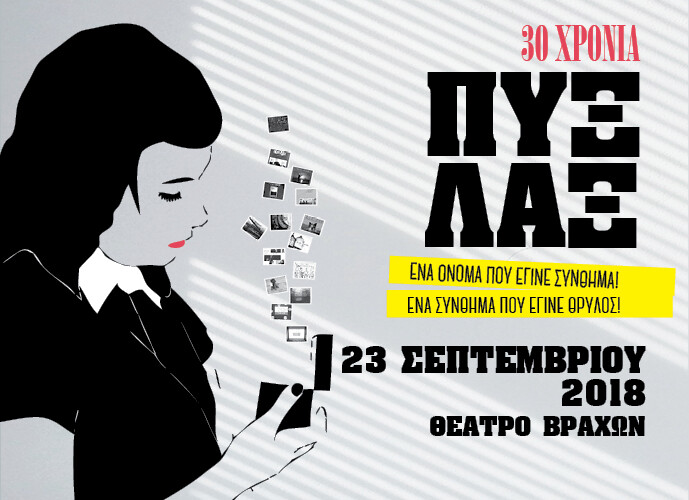 30 ΧΡΟΝΙΑ
ΠΥΞ
ΛΑΞ
ΕΝΑ ΟΝΟΜΑ ΠΟΥ ΕΓΙΝΕ ΣΥΝΘΗΜΑ!
ΕΝΑ ΣΥΝΘΗΜΑ ΠΟΥ ΕΓΙΝΕ ΘΡΥΛΟΣ!
23 ΣΕΠΤΕΜΒΡΙΟΥ
2018
ΘΕΑΤΡΟ ΒΡΑΧΩΝ